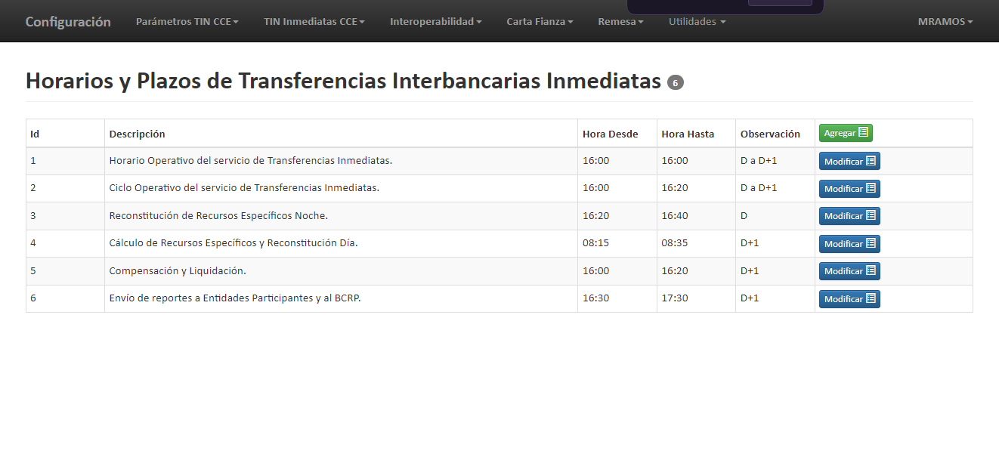 Configuración Parámetros TIN CCE TIN Inmediatas CCE Interoperabilidad Carta Fianza Remesa Utilidades MRAMOS
Horarios y Plazos de Transferencias Interbancarias Inmediatas 6
Id Descripción Hora Desde Hora Hasta Observación Agregar
1 Horario Operativo del servicio de Transferencias Inmediatas. 16:00 16:00 D a D+1 Modificar
2 Ciclo Operativo del servicio de Transferencias Inmediatas. 16:00 16:20 D a D+1 Modificar
3 Reconstitución de Recursos Específicos Noche. 16:20 16:40 D Modificar
4 Cálculo de Recursos Específicos y Reconstitución Día. 08:15 08:35 D+1 Modificar
5 Compensación y Liquidación. 16:00 16:20 D+1 Modificar
6 Envío de reportes a Entidades Participantes y al BCRP. 16:30 17:30 D+1 Modificar